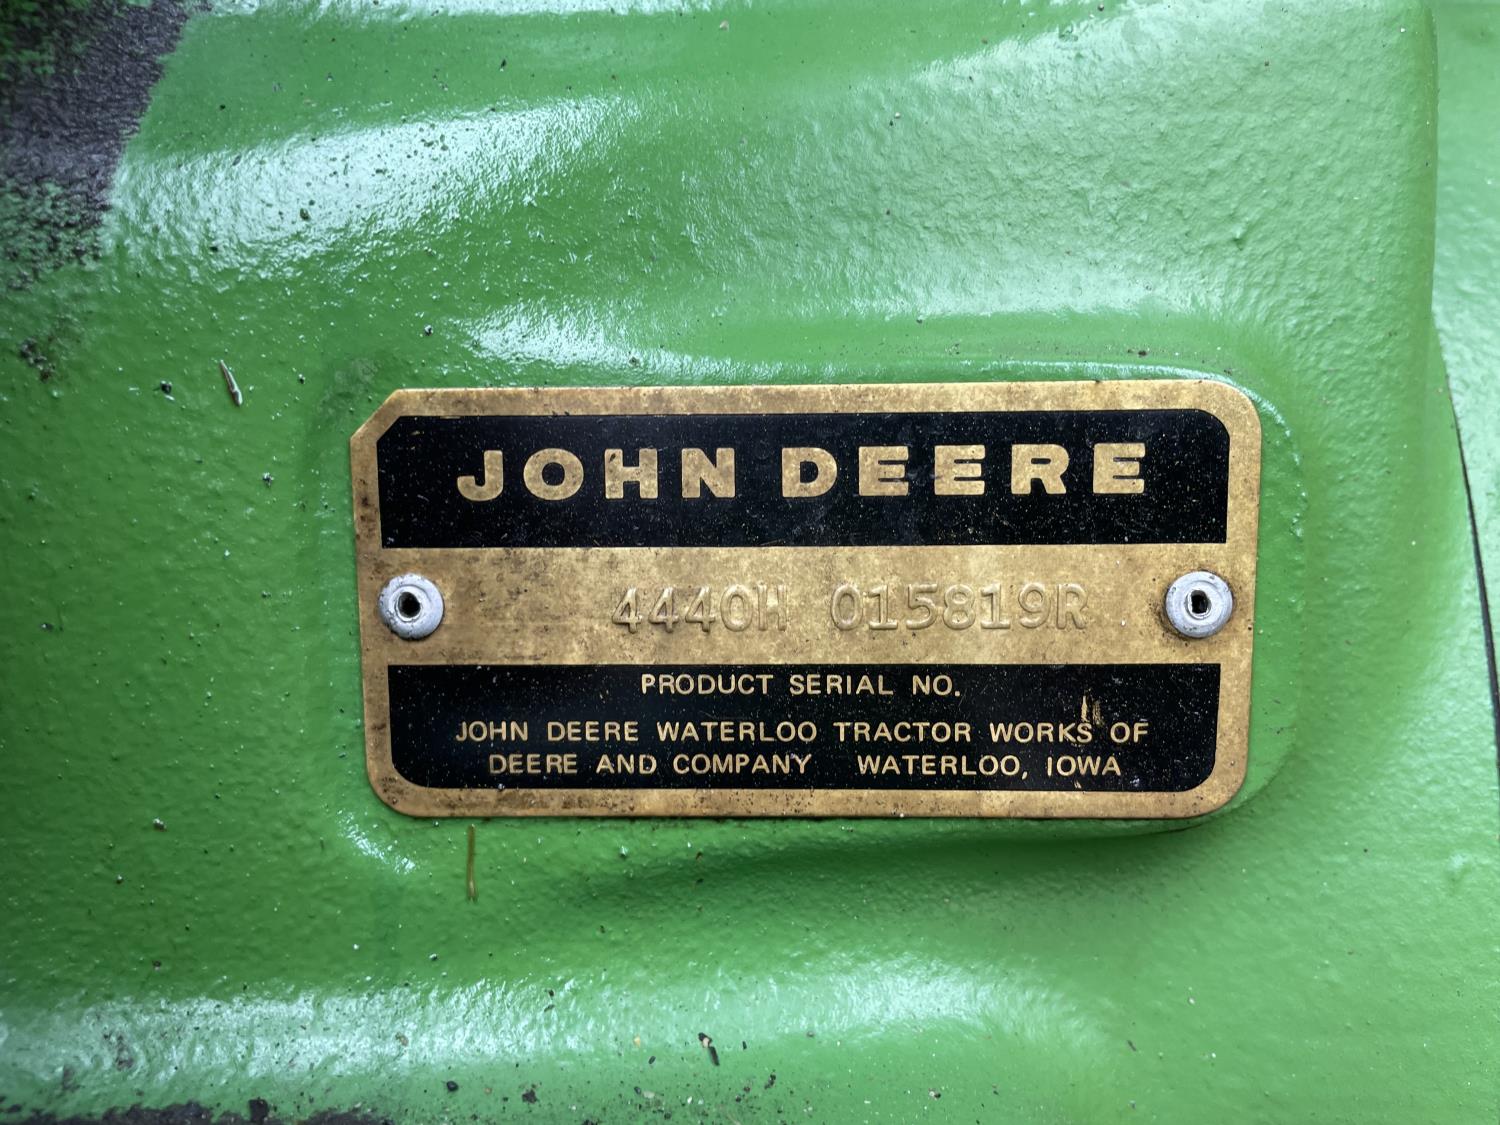 JOHN DEERE
4440H 015819R
PRODUCT SERIAL NO.
JOHN DEERE WATERLOO TRACTOR WORKS OF
DEERE AND COMPANY WATERLOO, IOWA